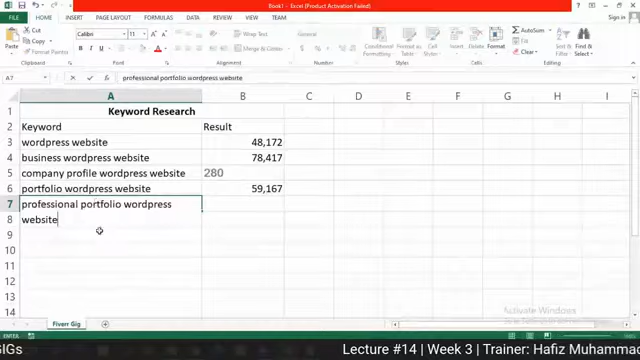 Book1 - Excel (Product Activation Failed)
FILE HOME INSERT PAGE LAYOUT FORMULAS DATA REVIEW VIEW TEAM Sign in
Paste Calibri 11 Wrap Text Merge & Center General Conditional Formatting Format as Table Cell Styles Insert Delete Format AutoSum Fill Clear Sort & Filter Find & Select
Clipboard Font Alignment Number Styles Cells Editing
A7 professional portfolio wordpress website
A B C D E F G H I
1 Keyword Research
2 Keyword Result
3 wordpress website 48,172
4 business wordpress website 78,417
5 company profile wordpress website 280
6 portfolio wordpress website 59,167
7 professional portfolio wordpress
8 website
9
10
11
12
13
14
Activate Windows
Fiverr Gig
ENTER
GIGs Lecture #14 | Week 3 | Trainer: Hafiz Muhammad